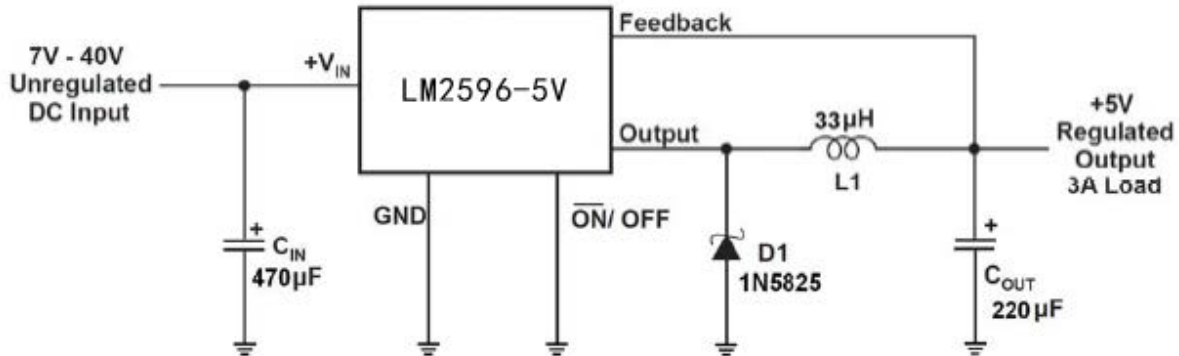 7V - 40V
Unregulated
DC Input
+VIN
LM2596-5V
Feedback
Output
33µH
L1
+5V
Regulated
Output
3A Load
GND
ON/ OFF
+
CIN
470µF
D1
1N5825
+
COUT
220µF